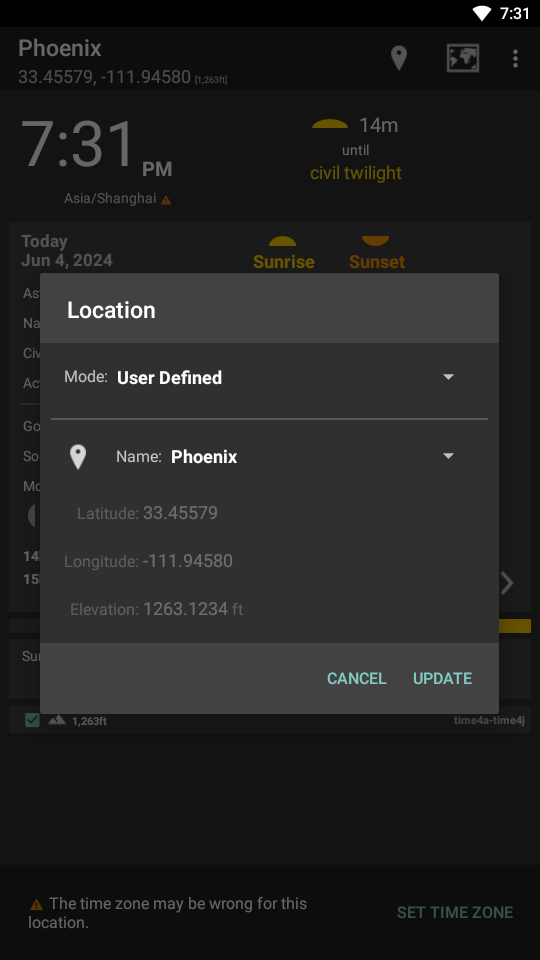 7:31
Phoenix
33.45579, -111.94580 [1,263ft]
7:31 PM
14m
until
civil twilight
Asia/Shanghai
Today
Jun 4, 2024
Sunrise
Sunset
Location
Mode: User Defined
Name: Phoenix
Latitude: 33.45579
Longitude: -111.94580
Elevation: 1263.1234 ft
CANCEL
UPDATE
1,263ft
time4a-time4j
The time zone may be wrong for this
location.
SET TIME ZONE